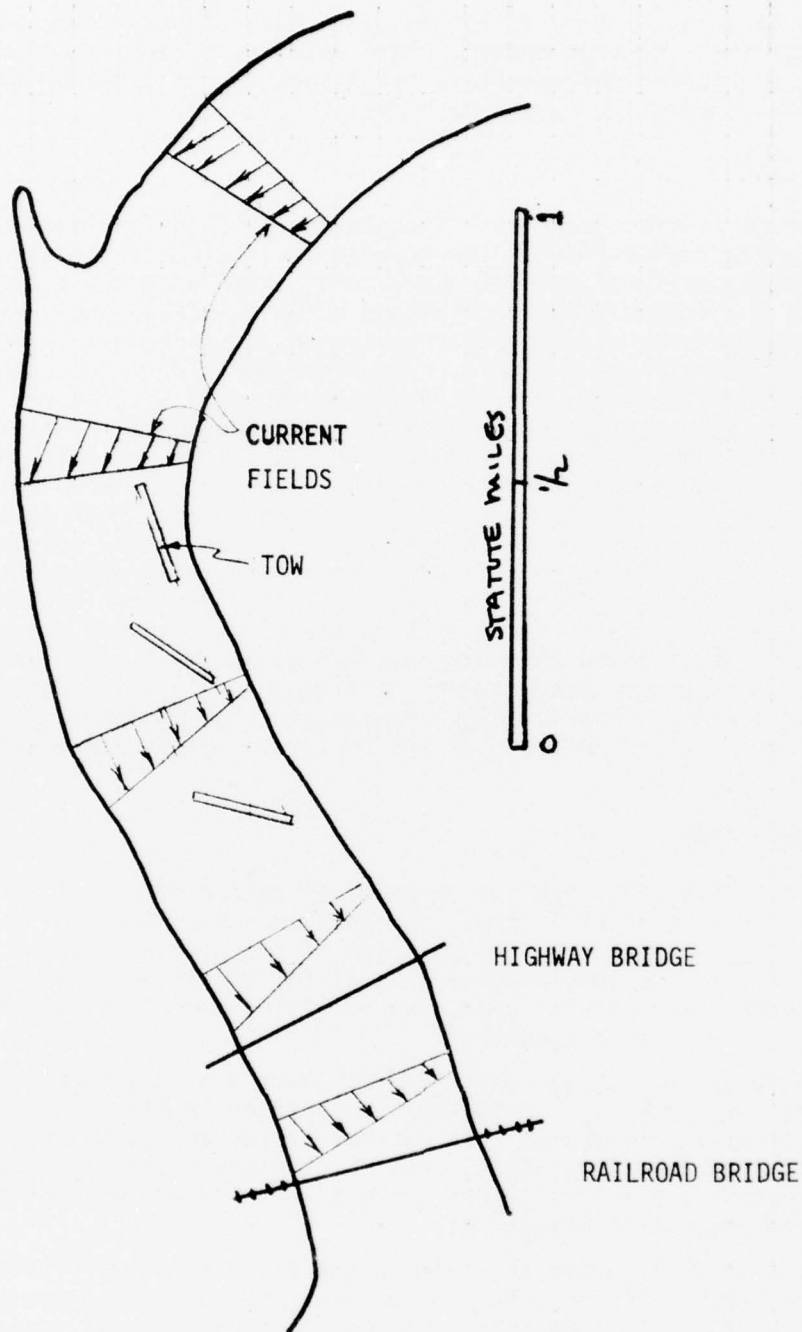 1
CURRENT
FIELDS
STATUTE MILES
1/2
TOW
0
HIGHWAY BRIDGE
RAILROAD BRIDGE